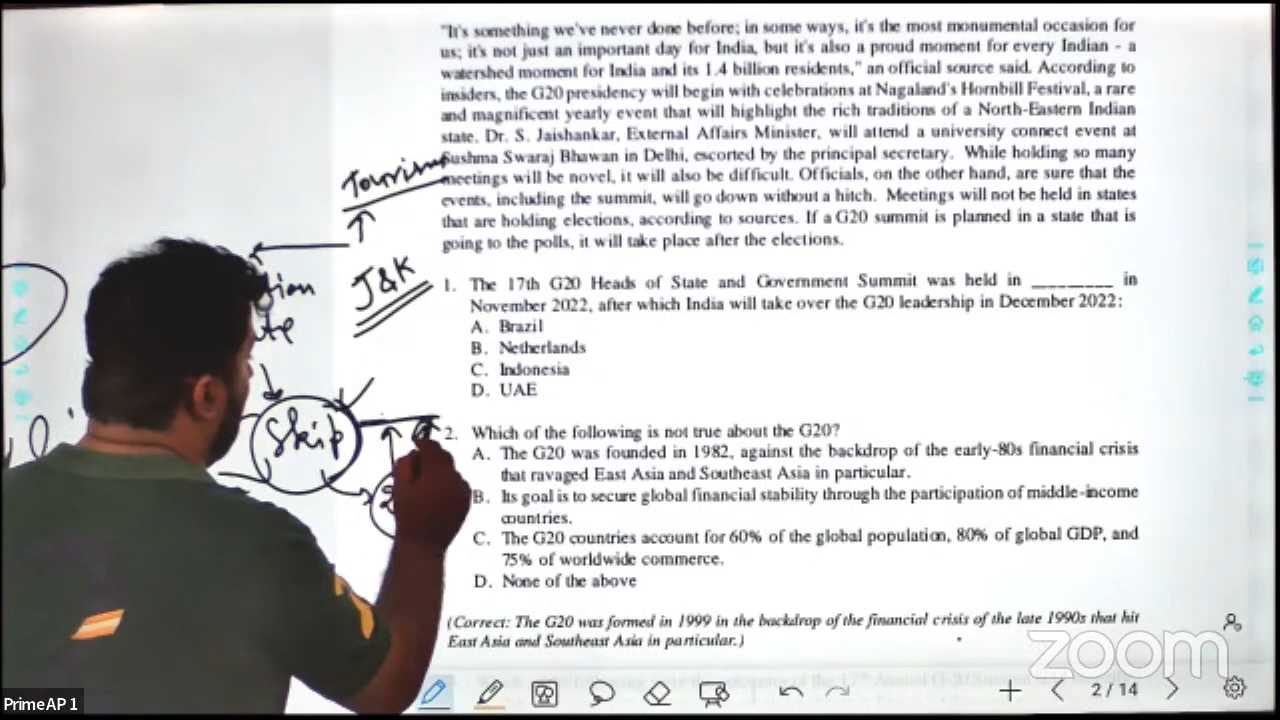 "It's something we've never done before; in some ways, it's the most monumental occasion for
us; it's not just an important day for India, but it's also a proud moment for every Indian - a
watershed moment for India and its 1.4 billion residents," an official source said. According to
insiders, the G20 presidency will begin with celebrations at Nagaland's Hornbill Festival, a rare
and magnificent yearly event that will highlight the rich traditions of a North-Eastern Indian
state. Dr. S. Jaishankar, External Affairs Minister, will attend a university connect event at
Sushma Swaraj Bhawan in Delhi, escorted by the principal secretary. While holding so many
meetings will be novel, it will also be difficult. Officials, on the other hand, are sure that the
events, including the summit, will go down without a hitch. Meetings will not be held in states
that are holding elections, according to sources. If a G20 summit is planned in a state that is
going to the polls, it will take place after the elections.
Tourism
J&K
Skip
1. The 17th G20 Heads of State and Government Summit was held in _________ in
November 2022, after which India will take over the G20 leadership in December 2022:
A. Brazil
B. Netherlands
C. Indonesia
D. UAE
2. Which of the following is not true about the G20?
A. The G20 was founded in 1982, against the backdrop of the early-80s financial crisis
that ravaged East Asia and Southeast Asia in particular.
B. Its goal is to secure global financial stability through the participation of middle-income
countries.
C. The G20 countries account for 60% of the global population, 80% of global GDP, and
75% of worldwide commerce.
D. None of the above
(Correct: The G20 was formed in 1999 in the backdrop of the financial crisis of the late 1990s that hit
East Asia and Southeast Asia in particular.)
zoom
2 / 14
PrimeAP 1